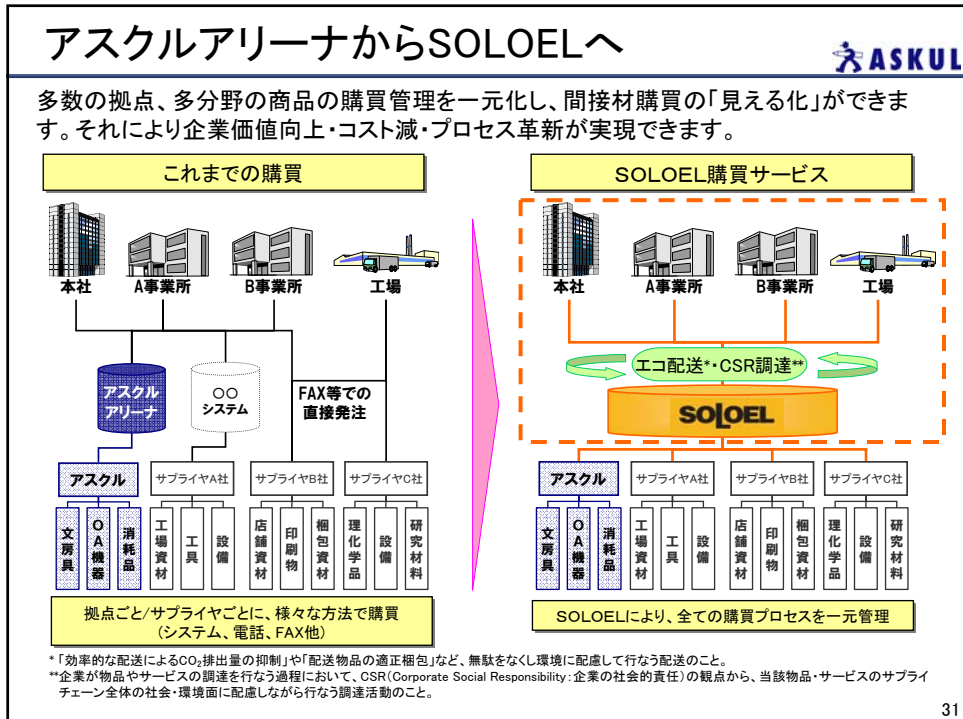 アスクルアリーナからSOLOELへ
ASKUL
多数の拠点、多分野の商品の購買管理を一元化し、間接材購買の「見える化」ができま
す。それにより企業価値向上・コスト減・プロセス革新が実現できます。
これまでの購買
本社
A事業所
B事業所
工場
アスクル
アリーナ
○○
システム
FAX等での
直接発注
アスクル
サプライヤA社
サプライヤB社
サプライヤC社
文房具
OA機器
消耗品
工場資材
工具
設備
店舗資材
印刷物
梱包資材
理化学品
設備
研究材料
拠点ごと/サプライヤごとに、様々な方法で購買
(システム、電話、FAX他)
SOLOEL購買サービス
本社
A事業所
B事業所
工場
エコ配送*・CSR調達**
SOLOEL
アスクル
サプライヤA社
サプライヤB社
サプライヤC社
文房具
OA機器
消耗品
工場資材
工具
設備
店舗資材
印刷物
梱包資材
理化学品
設備
研究材料
SOLOELにより、全ての購買プロセスを一元管理
*「効率的な配送によるCO₂排出量の抑制」や「配送物品の適正梱包」など、無駄をなくし環境に配慮して行なう配送のこと。
**企業が物品やサービスの調達を行なう過程において、CSR(Corporate Social Responsibility:企業の社会的責任)の観点から、当該物品・サービスのサプライ
チェーン全体の社会・環境面に配慮しながら行なう調達活動のこと。
31